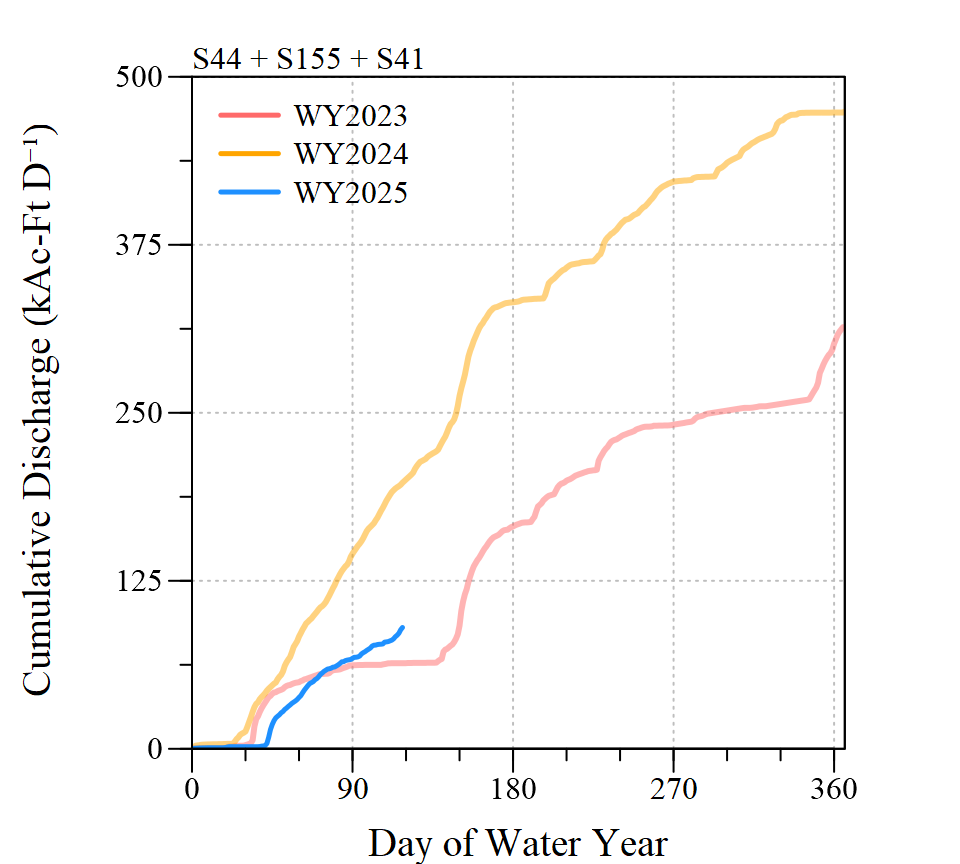 S44 + S155 + S41
500
375
250
125
0
WY2023
WY2024
WY2025
Cumulative Discharge (kAc-Ft D⁻¹)
0 90 180 270 360
Day of Water Year